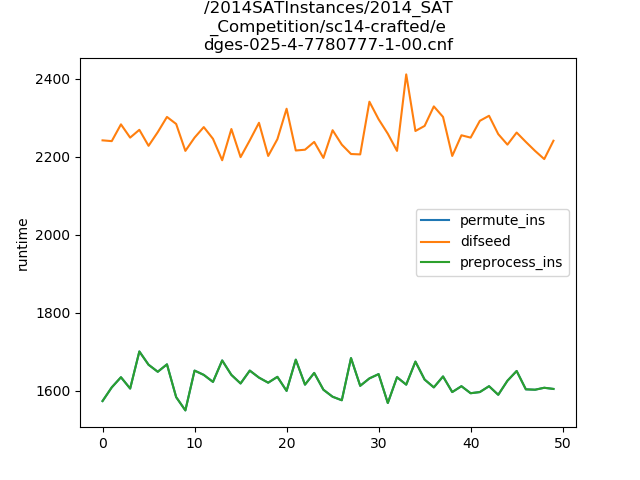 /2014SATInstances/2014_SAT
_Competition/sc14-crafted/e
dges-025-4-7780777-1-00.cnf
2400
2200
2000
1800
1600
runtime
permute_ins
difseed
preprocess_ins
0
10
20
30
40
50